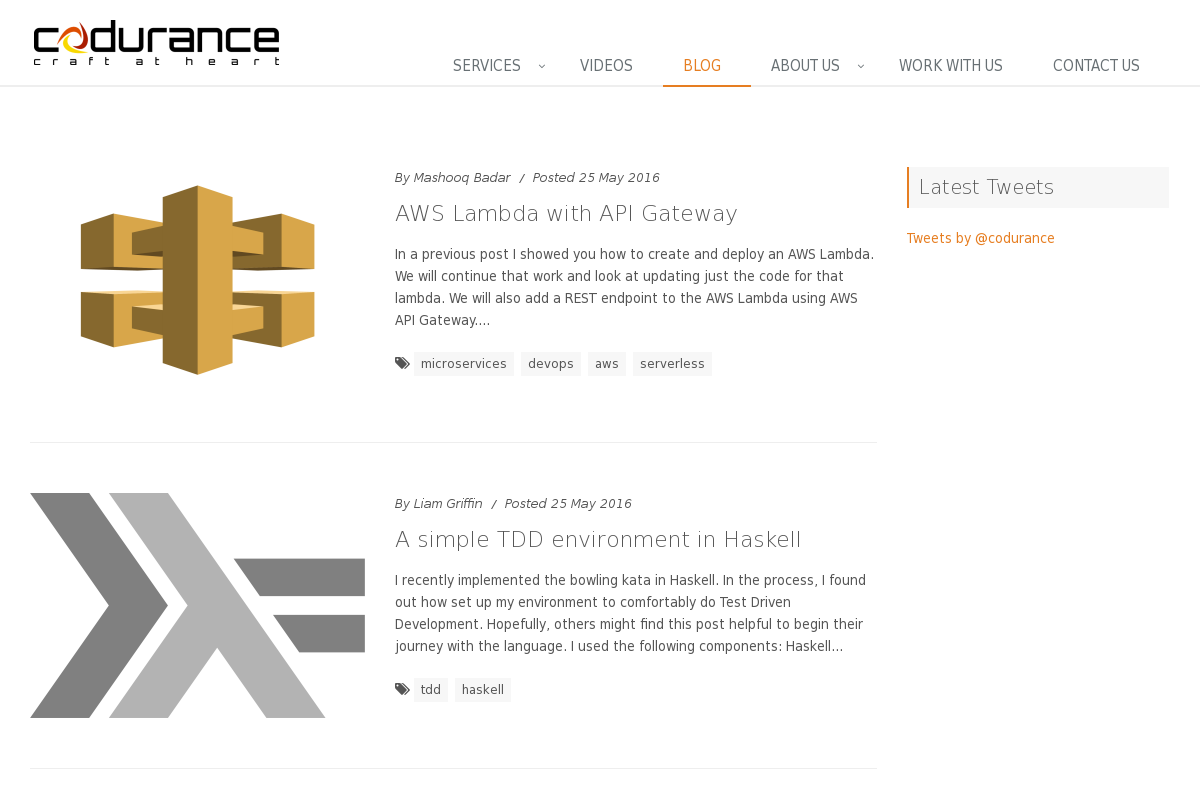 codurance
craft at heart
SERVICES
VIDEOS
BLOG
ABOUT US
WORK WITH US
CONTACT US
By Mashooq Badar / Posted 25 May 2016
AWS Lambda with API Gateway
In a previous post I showed you how to create and deploy an AWS Lambda.
We will continue that work and look at updating just the code for that
lambda. We will also add a REST endpoint to the AWS Lambda using AWS
API Gateway....
microservices devops aws serverless
By Liam Griffin / Posted 25 May 2016
A simple TDD environment in Haskell
I recently implemented the bowling kata in Haskell. In the process, I found
out how set up my environment to comfortably do Test Driven
Development. Hopefully, others might find this post helpful to begin their
journey with the language. I used the following components: Haskell...
tdd haskell
Latest Tweets
Tweets by @codurance